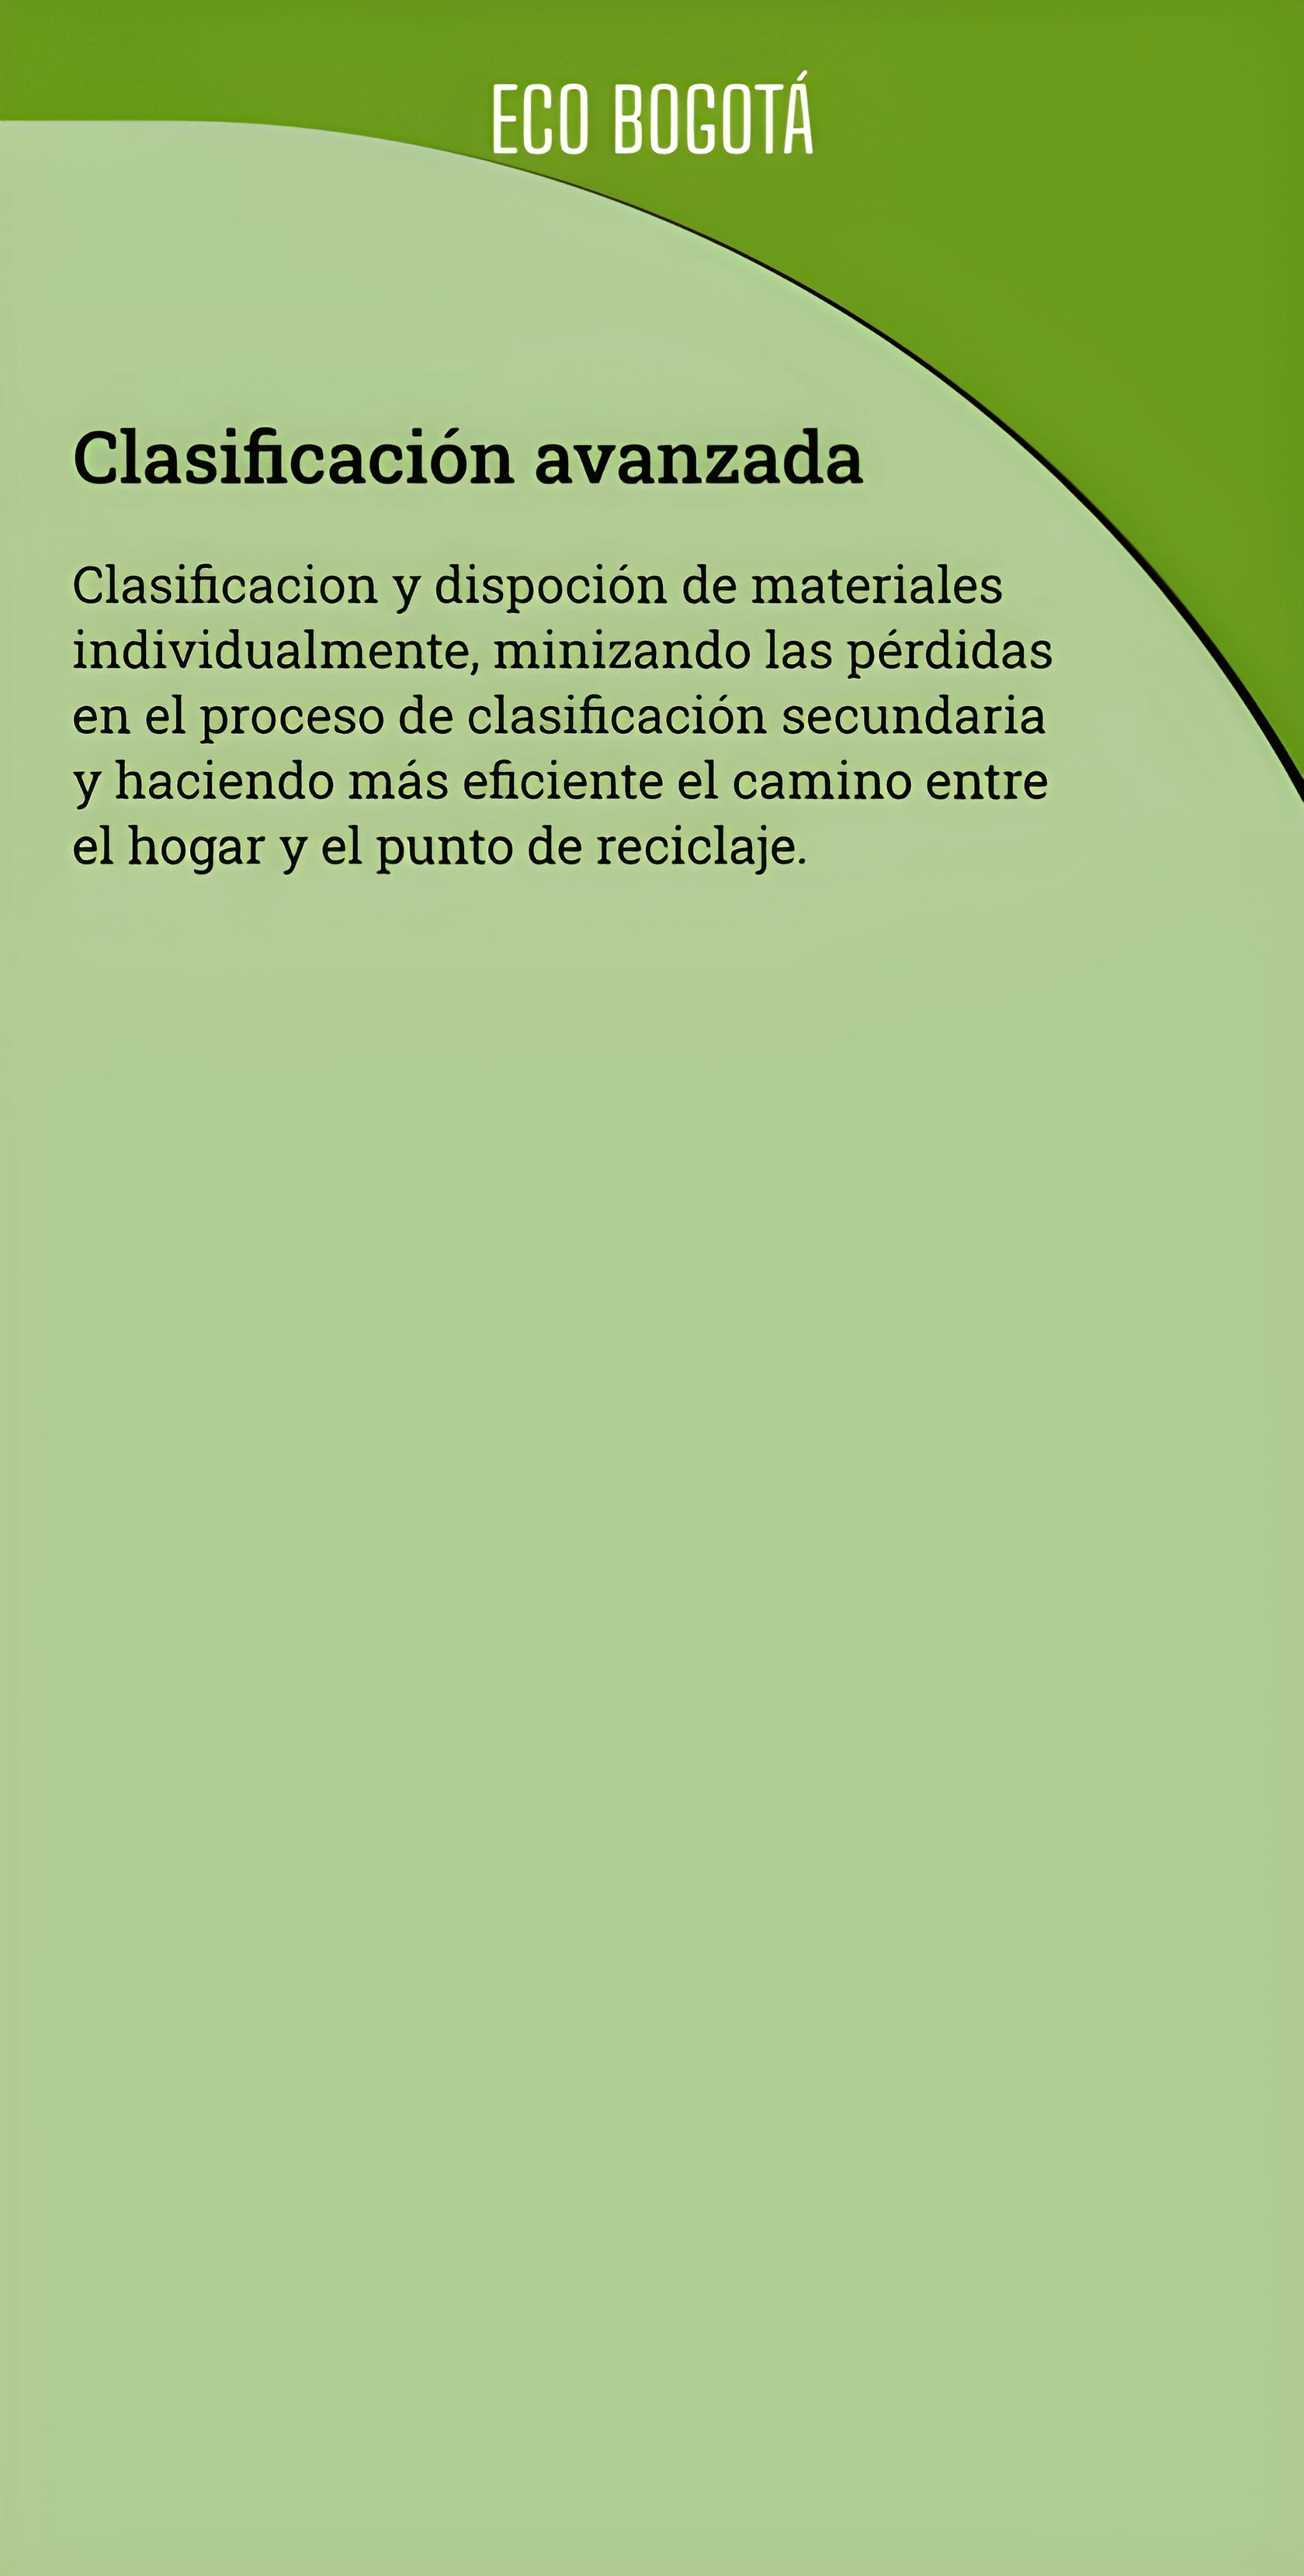 ECO BOGOTÁ
Clasificación avanzada
Clasificacion y dispoción de materiales
individualmente, minizando las pérdidas
en el proceso de clasificación secundaria
y haciendo más eficiente el camino entre
el hogar y el punto de reciclaje.